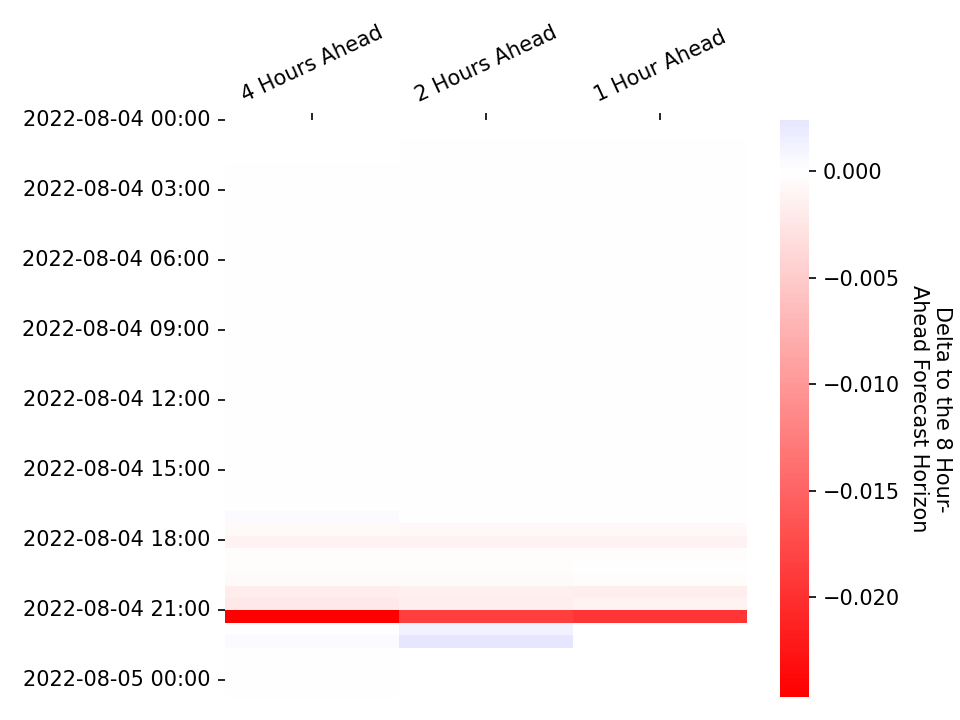 4 Hours Ahead
2 Hours Ahead
1 Hour Ahead
2022-08-04 00:00
2022-08-04 03:00
2022-08-04 06:00
2022-08-04 09:00
2022-08-04 12:00
2022-08-04 15:00
2022-08-04 18:00
2022-08-04 21:00
2022-08-05 00:00
0.000
−0.005
−0.010
−0.015
−0.020
Delta to the 8 Hour-
Ahead Forecast Horizon